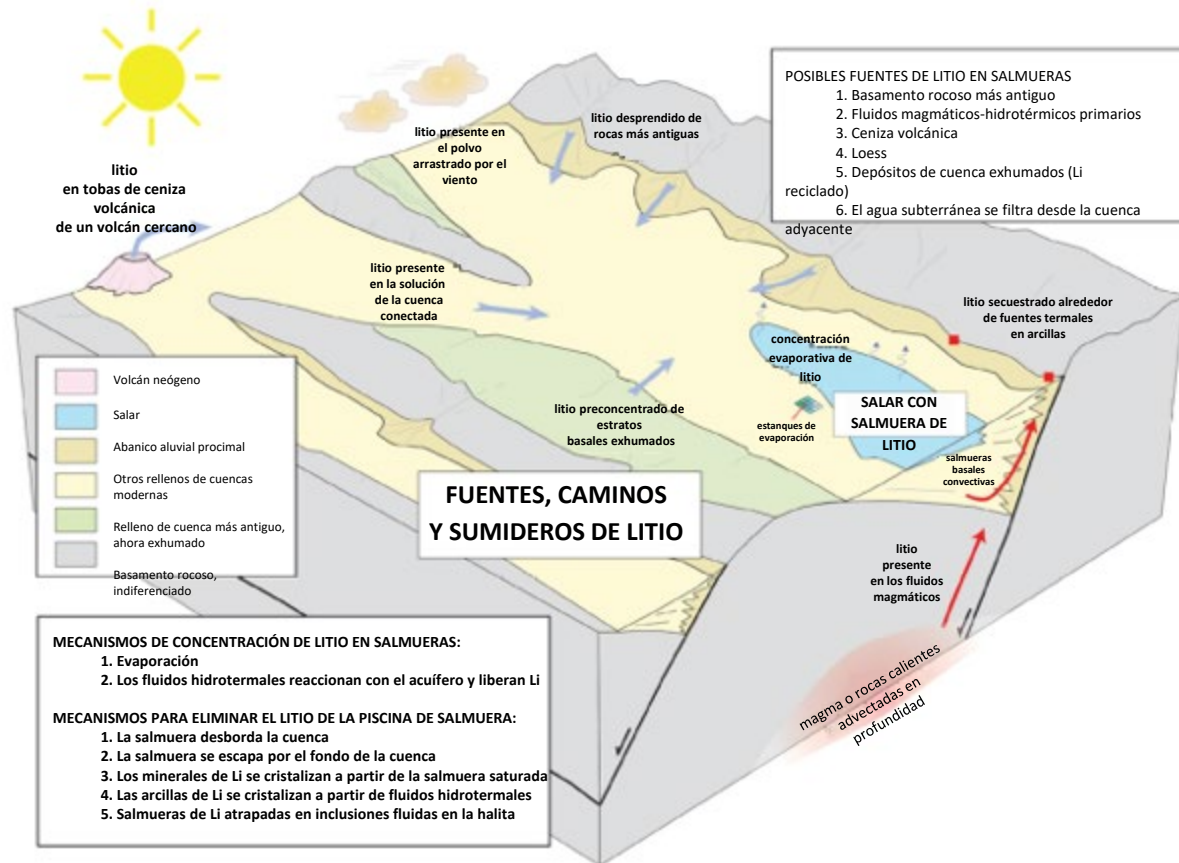 POSIBLES FUENTES DE LITIO EN SALMUERAS
1. Basamento rocoso más antiguo
2. Fluidos magmáticos-hidrotérmicos primarios
3. Ceniza volcánica
4. Loess
5. Depósitos de cuenca exhumados (Li
reciclado)
6. El agua subterránea se filtra desde la cuenca
adyacente
litio desprendido de
rocas más antiguas
litio presente en
el polvo
arrastrado por el
viento
litio
en tobas de ceniza
volcánica
de un volcán cercano
litio presente
en la solución
de la cuenca
conectada
litio secuestrado alrededor
de fuentes termales
en arcillas
concentración
evaporativa de
litio
SALAR CON
SALMUERA DE
LITIO
estanques de
evaporación
litio preconcentrado de
estratos
basales exhumados
salmueras
basales
convectivas
Volcán neógeno
Salar
Abanico aluvial procimal
Otros rellenos de cuencas
modernas
Relleno de cuenca más antiguo,
ahora exhumado
Basamento rocoso,
indiferenciado
FUENTES, CAMINOS
Y SUMIDEROS DE LITIO
litio
presente
en los fluidos
magmáticos
magma o rocas calientes
advectadas en
profundidad
MECANISMOS DE CONCENTRACIÓN DE LITIO EN SALMUERAS:
1. Evaporación
2. Los fluidos hidrotermales reaccionan con el acuífero y liberan Li
MECANISMOS PARA ELIMINAR EL LITIO DE LA PISCINA DE SALMUERA:
1. La salmuera desborda la cuenca
2. La salmuera se escapa por el fondo de la cuenca
3. Los minerales de Li se cristalizan a partir de la salmuera saturada
4. Las arcillas de Li se cristalizan a partir de fluidos hidrotermales
5. Salmueras de Li atrapadas en inclusiones fluidas en la halita